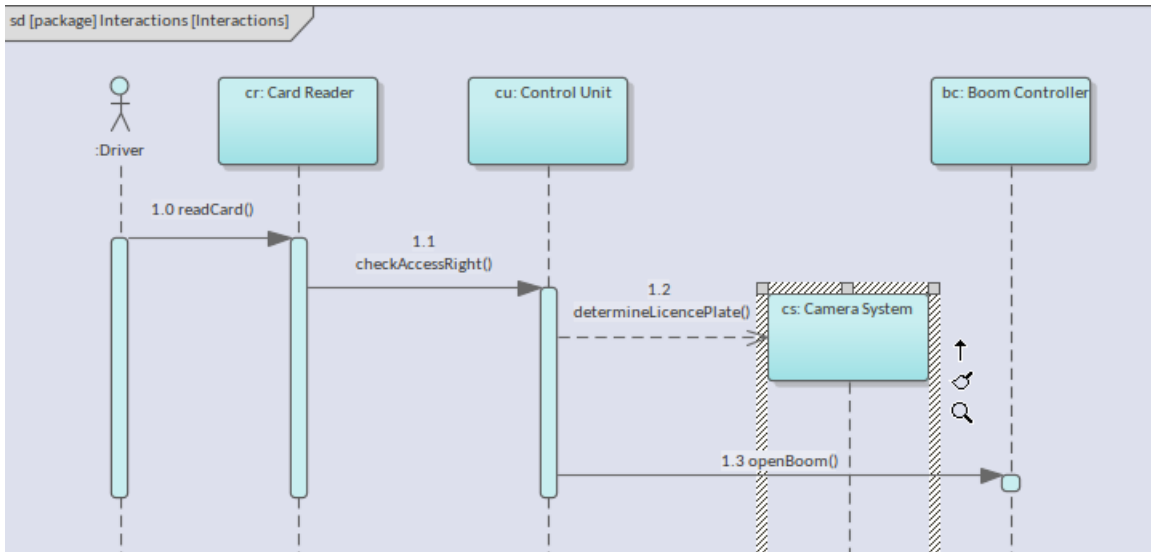 sd [package] Interactions [Interactions]
cr: Card Reader
cu: Control Unit
bc: Boom Controller
:Driver
1.0 readCard()
1.1
checkAccessRight()
1.2
determineLicencePlate()
cs: Camera System
1.3 openBoom()